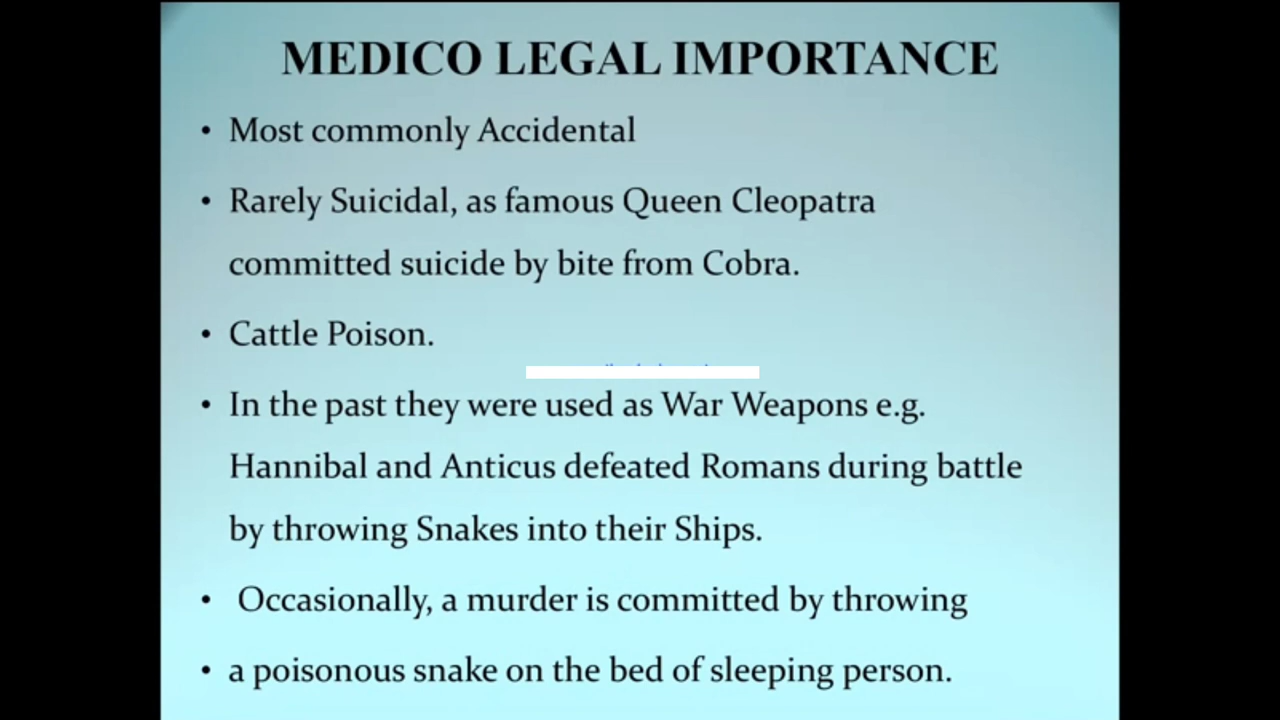 MEDICO LEGAL IMPORTANCE
• Most commonly Accidental
• Rarely Suicidal, as famous Queen Cleopatra
committed suicide by bite from Cobra.
• Cattle Poison.
• In the past they were used as War Weapons e.g.
Hannibal and Anticus defeated Romans during battle
by throwing Snakes into their Ships.
• Occasionally, a murder is committed by throwing
• a poisonous snake on the bed of sleeping person.